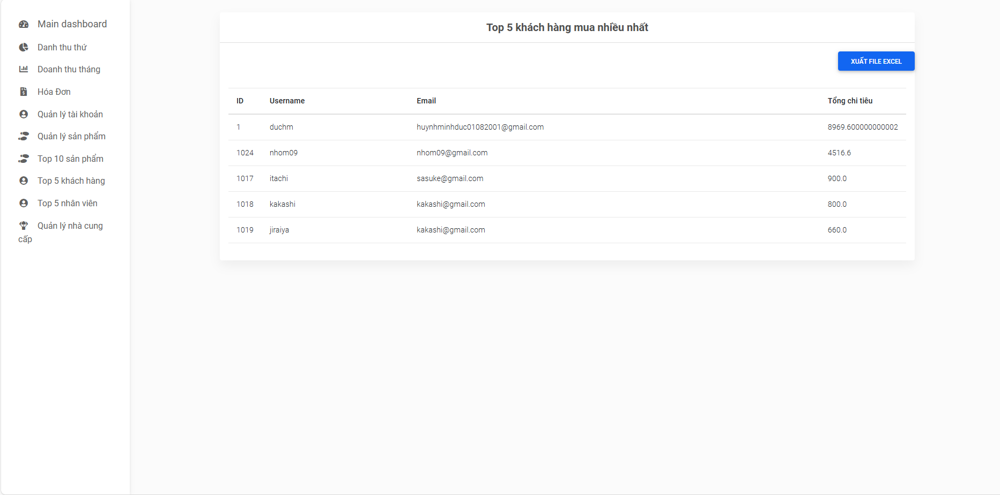 Main dashboard
Danh thu thứ
Doanh thu tháng
Hóa Đơn
Quản lý tài khoản
Quản lý sản phẩm
Top 10 sản phẩm
Top 5 khách hàng
Top 5 nhân viên
Quản lý nhà cung
cấp
Top 5 khách hàng mua nhiều nhất
XUẤT FILE EXCEL
ID Username Email Tổng chi tiêu
1 duchm huynhminhduc01082001@gmail.com 8969.600000000002
1024 nhom09 nhom09@gmail.com 4516.6
1017 itachi sasuke@gmail.com 900.0
1018 kakashi kakashi@gmail.com 800.0
1019 jiraiya kakashi@gmail.com 660.0